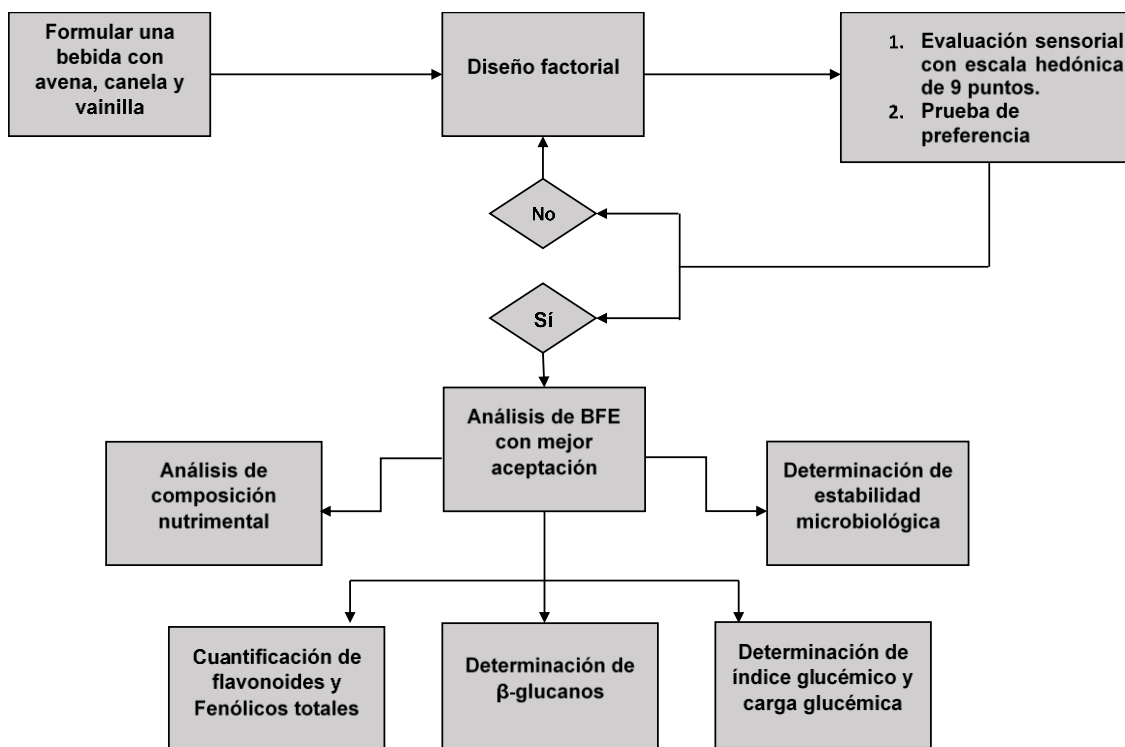 Formular una
bebida con
avena, canela y
vainilla
Diseño factorial
1. Evaluación sensorial
con escala hedónica
de 9 puntos.
2. Prueba de
preferencia
No
Sí
Análisis de BFE
con mejor
aceptación
Análisis de
composición
nutrimental
Determinación de
estabilidad
microbiológica
Cuantificación de
flavonoides y
Fenólicos totales
Determinación de
β-glucanos
Determinación de
índice glucémico y
carga glucémica